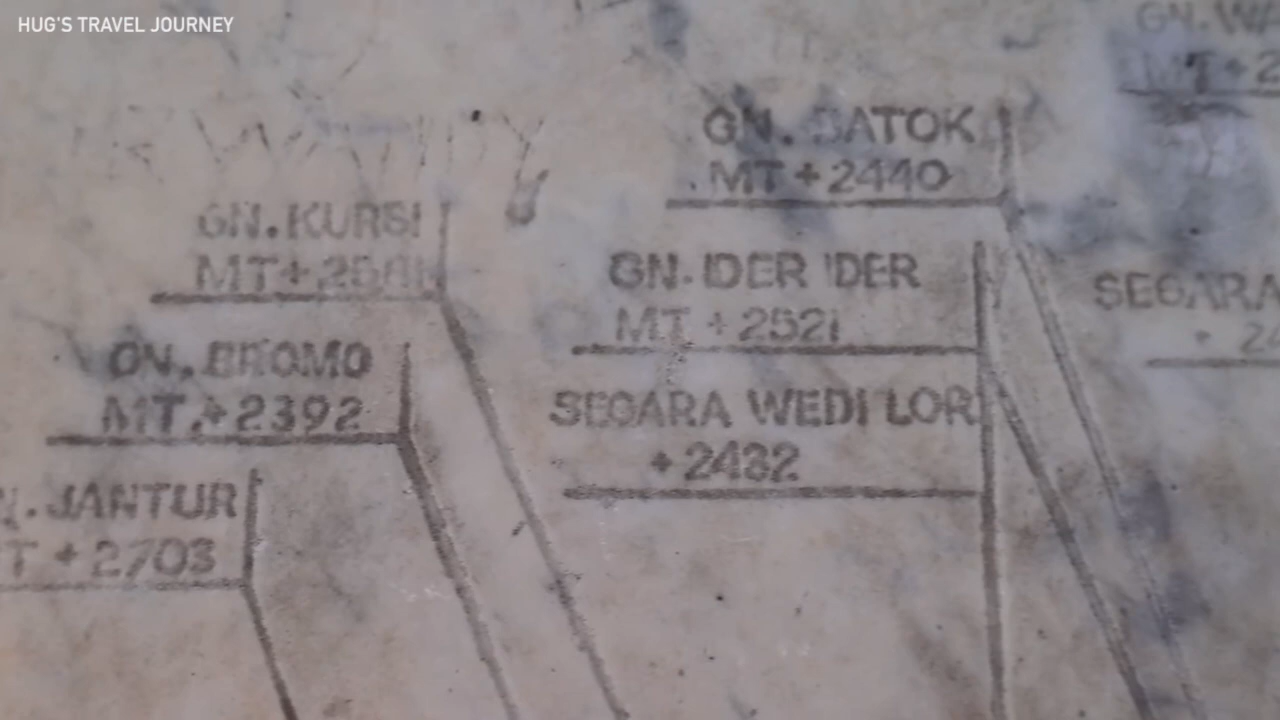 HUG'S TRAVEL JOURNEY
GN. BATOK
MT +2440
GN. KURSI
GN. IDER IDER
MT +2521
SEGARA
GN. BROMO
MT. +2392
SEGARA WEDI LOR
+2432
JANTUR
+2703